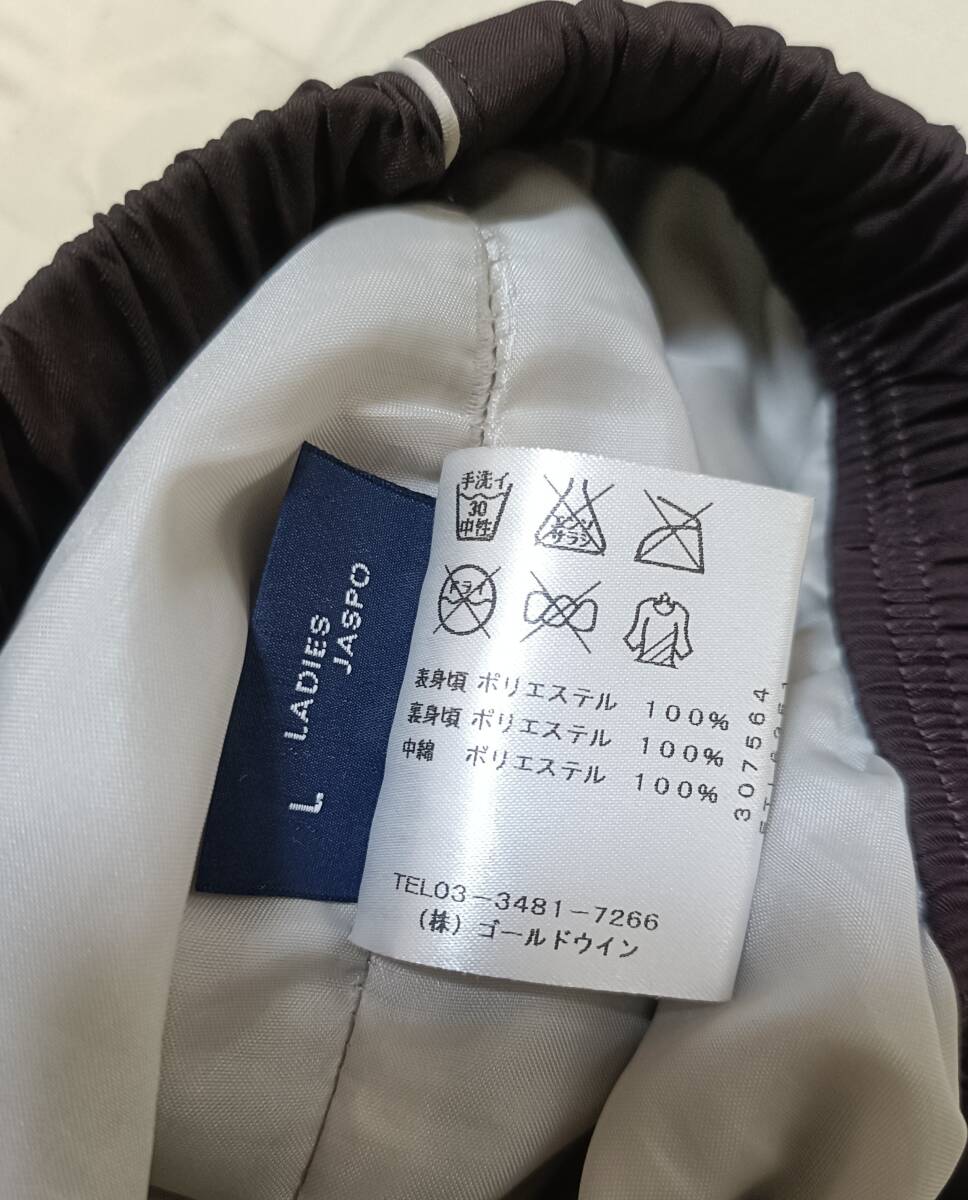 L LADIES
JASPO
手洗イ
30
中性
エンソ
サラシ
ドライ
表身頃 ポリエステル 100%
裏身頃 ポリエステル 100%
中綿 ポリエステル 100%
307564
TEL03-3481-7266
(株)ゴールドウイン